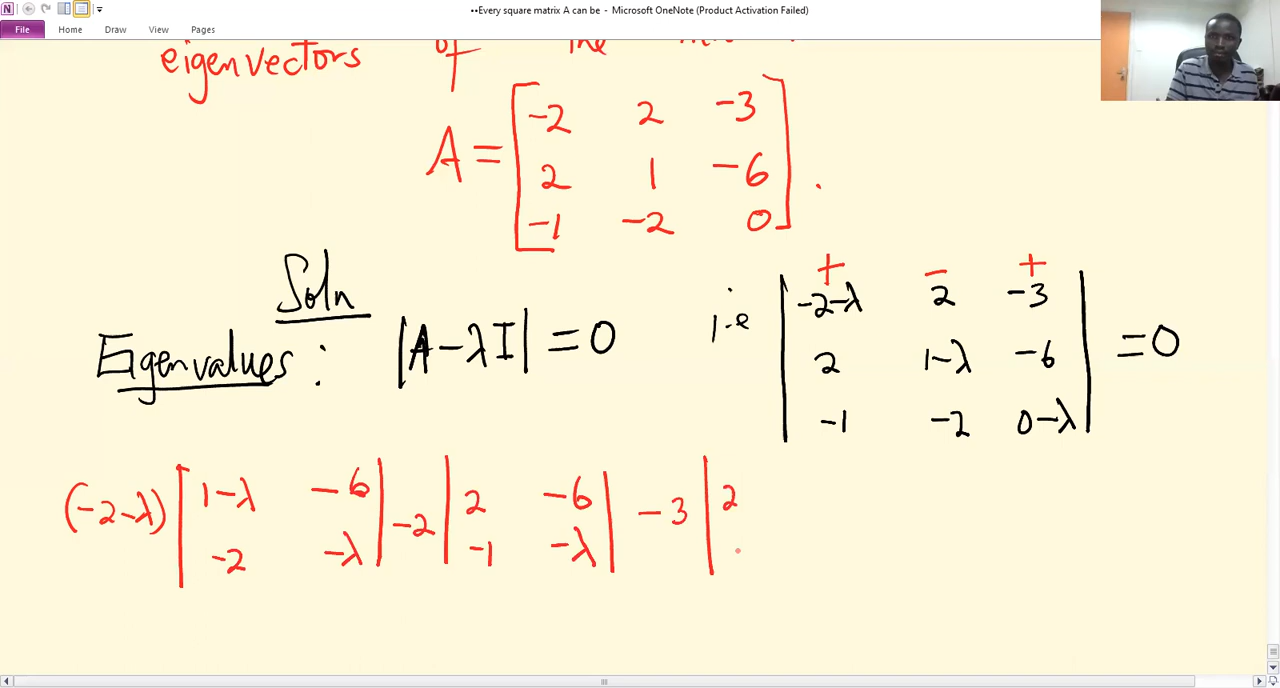 ••Every square matrix A can be - Microsoft OneNote (Product Activation Failed)
File Home Draw View Pages
eigenvectors of the
A = [ -2 2 -3
2 1 -6
-1 -2 0 ] .
Soln
Eigenvalues : |A-λI| = 0
i.e
+ - +
| -2-λ 2 -3 |
| 2 1-λ -6 | = 0
| -1 -2 0-λ |
(-2-λ) | 1-λ -6 | -2 | 2 -6 | -3 | 2
| -2 -λ | | -1 -λ | |